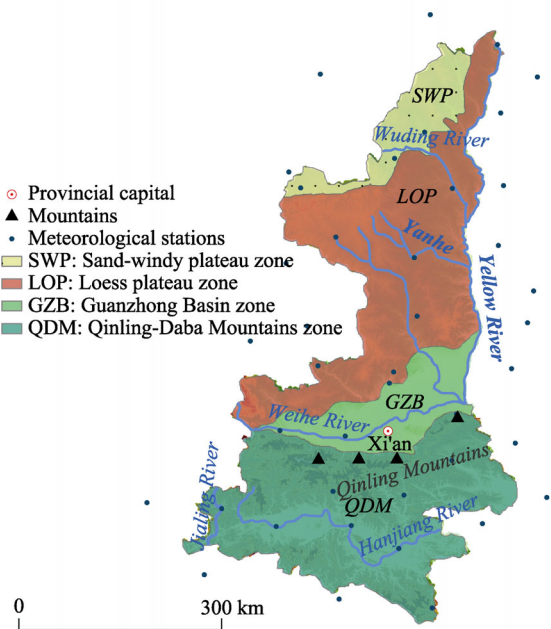 SWP
Wuding River
LOP
Provincial capital
Mountains
Meteorological stations
SWP: Sand-windy plateau zone
LOP: Loess plateau zone
GZB: Guanzhong Basin zone
QDM: Qinling-Daba Mountains zone
Yanhe
Yellow River
GZB
Weihe River
Xi'an
Qinling Mountains
QDM
Jialing River
Hanjiang River
0 300 km